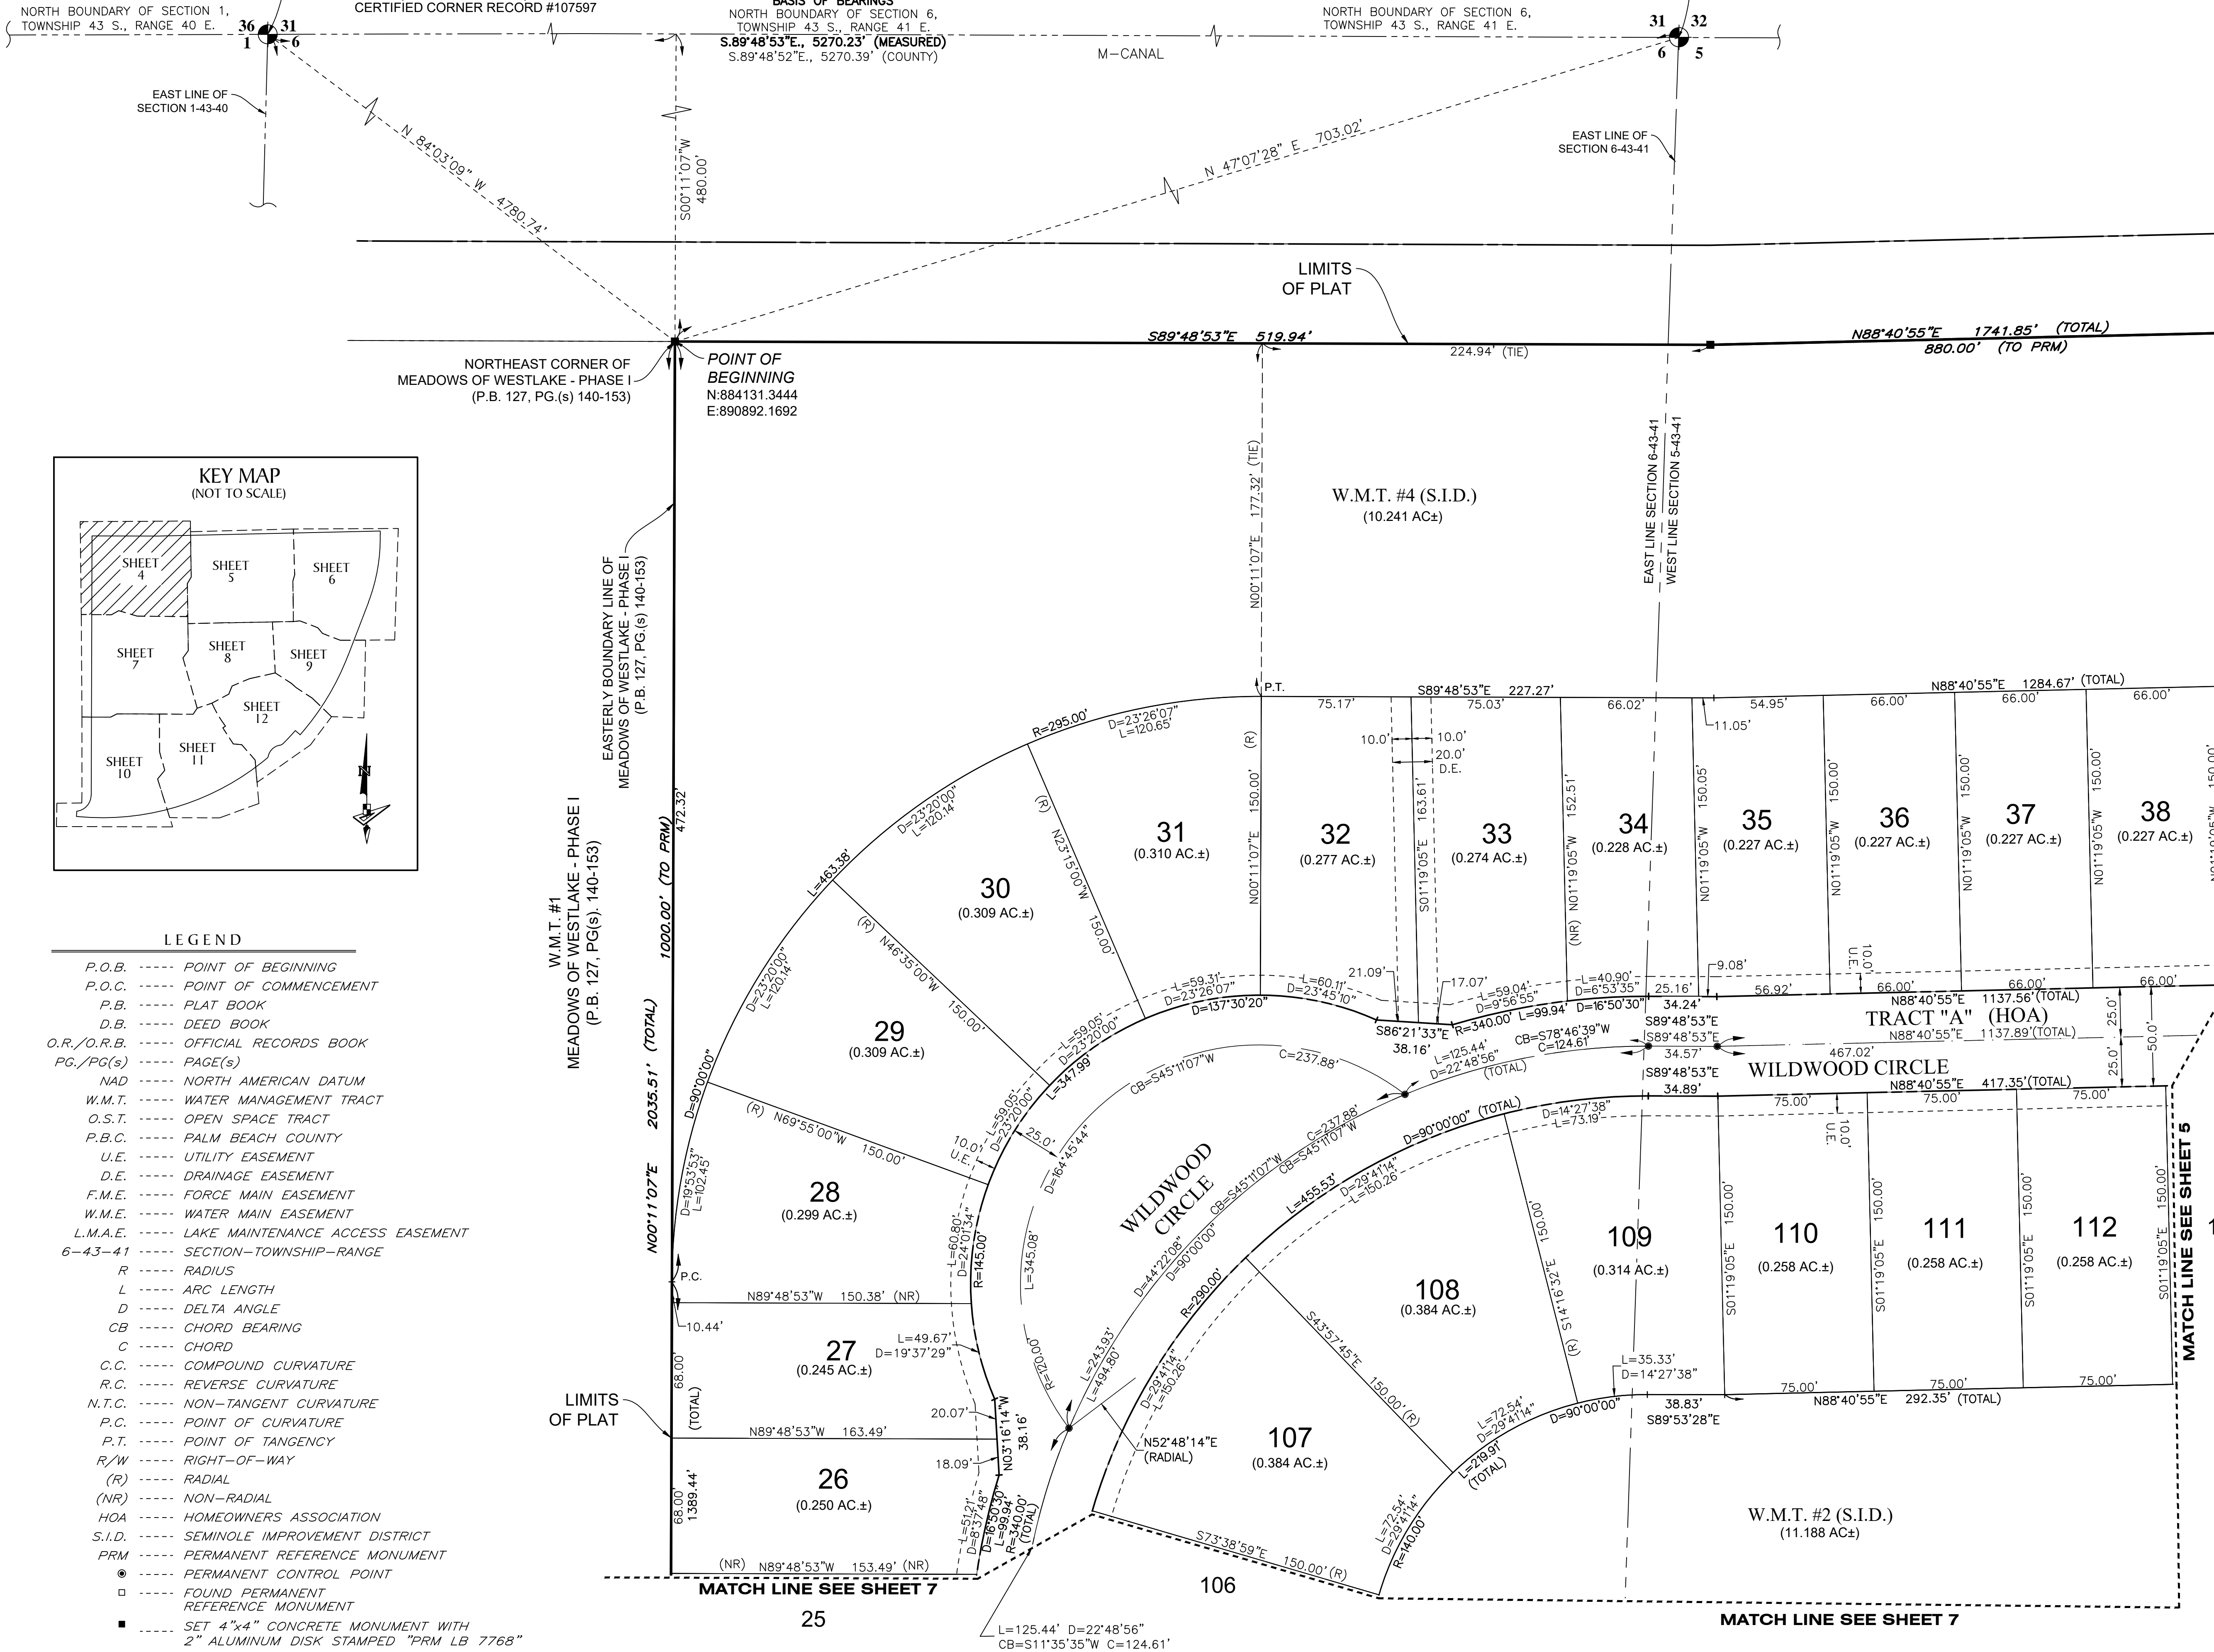 NORTH BOUNDARY OF SECTION 1,
TOWNSHIP 43 S., RANGE 40 E.
36 31
1 6
CERTIFIED CORNER RECORD #107597
BASIS OF BEARINGS
NORTH BOUNDARY OF SECTION 6,
TOWNSHIP 43 S., RANGE 41 E.
S.89°48'53"E., 5270.23' (MEASURED)
S.89°48'52"E., 5270.39' (COUNTY)
M-CANAL
NORTH BOUNDARY OF SECTION 6,
TOWNSHIP 43 S., RANGE 41 E.
31 32
6 5
EAST LINE OF
SECTION 1-43-40
N 84°03'09" W 4780.74'
S00°11'07"W
480.00'
N 47°07'28" E 703.02'
EAST LINE OF
SECTION 6-43-41
LIMITS
OF PLAT
S89°48'53"E 519.94'
224.94' (TIE)
N88°40'55"E 1741.85' (TOTAL)
880.00' (TO PRM)
NORTHEAST CORNER OF
MEADOWS OF WESTLAKE - PHASE I
(P.B. 127, PG.(s) 140-153)
POINT OF
BEGINNING
N:884131.3444
E:890892.1692
N00°11'07"E 177.32' (TIE)
W.M.T. #4 (S.I.D.)
(10.241 AC±)
EAST LINE SECTION 6-43-41
WEST LINE SECTION 5-43-41
KEY MAP
(NOT TO SCALE)
SHEET
4
SHEET
5
SHEET
6
SHEET
7
SHEET
8
SHEET
9
SHEET
10
SHEET
11
SHEET
12
N
EASTERLY BOUNDARY LINE OF
MEADOWS OF WESTLAKE - PHASE I
(P.B. 127, PG.(s) 140-153)
W.M.T. #1
MEADOWS OF WESTLAKE - PHASE I
(P.B. 127, PG(s). 140-153)
N00°11'07"E 2035.51' (TOTAL)
1000.00' (TO PRM)
472.32'
LEGEND
P.O.B. ----- POINT OF BEGINNING
P.O.C. ----- POINT OF COMMENCEMENT
P.B. ----- PLAT BOOK
D.B. ----- DEED BOOK
O.R./O.R.B. ----- OFFICIAL RECORDS BOOK
PG./PG(s) ----- PAGE(s)
NAD ----- NORTH AMERICAN DATUM
W.M.T. ----- WATER MANAGEMENT TRACT
O.S.T. ----- OPEN SPACE TRACT
P.B.C. ----- PALM BEACH COUNTY
U.E. ----- UTILITY EASEMENT
D.E. ----- DRAINAGE EASEMENT
F.M.E. ----- FORCE MAIN EASEMENT
W.M.E. ----- WATER MAIN EASEMENT
L.M.A.E. ----- LAKE MAINTENANCE ACCESS EASEMENT
6-43-41 ----- SECTION-TOWNSHIP-RANGE
R ----- RADIUS
L ----- ARC LENGTH
D ----- DELTA ANGLE
CB ----- CHORD BEARING
C ----- CHORD
C.C. ----- COMPOUND CURVATURE
R.C. ----- REVERSE CURVATURE
N.T.C. ----- NON-TANGENT CURVATURE
P.C. ----- POINT OF CURVATURE
P.T. ----- POINT OF TANGENCY
R/W ----- RIGHT-OF-WAY
(R) ----- RADIAL
(NR) ----- NON-RADIAL
HOA ----- HOMEOWNERS ASSOCIATION
S.I.D. ----- SEMINOLE IMPROVEMENT DISTRICT
PRM ----- PERMANENT REFERENCE MONUMENT
----- PERMANENT CONTROL POINT
----- FOUND PERMANENT
REFERENCE MONUMENT
----- SET 4"x4" CONCRETE MONUMENT WITH
2" ALUMINUM DISK STAMPED "PRM LB 7768"
P.T.
S89°48'53"E 227.27'
75.17'
75.03'
66.02'
11.05'
54.95'
N88°40'55"E 1284.67' (TOTAL)
66.00'
66.00'
66.00'
R=295.00'
L=463.38'
D=90°00'00"
D=23°26'07"
L=120.65'
D=23°20'00"
L=120.14'
D=23°20'00"
L=120.14'
D=19°53'53"
L=102.45'
10.0' 10.0'
20.0'
D.E.
31
(0.310 AC.±)
32
(0.277 AC.±)
33
(0.274 AC.±)
34
(0.228 AC.±)
35
(0.227 AC.±)
36
(0.227 AC.±)
37
(0.227 AC.±)
38
(0.227 AC.±)
30
(0.309 AC.±)
29
(0.309 AC.±)
28
(0.299 AC.±)
27
(0.245 AC.±)
26
(0.250 AC.±)
25
(R) N23°15'00"W 150.00'
(R) N46°35'00"W 150.00'
(R) N69°55'00"W 150.00'
N00°11'07"E 150.00' (R)
S01°19'05"E 163.61'
(NR) N01°19'05"W 152.51'
N01°19'05"W 150.05'
N01°19'05"W 150.00'
N01°19'05"W 150.00'
N01°19'05"W 150.00'
10.0'
U.E.
21.09'
17.07'
L=59.31'
D=23°26'07"
L=60.11'
D=23°45'10"
D=137°30'20"
L=59.05'
D=23°20'00"
L=347.99'
L=59.05'
D=23°20'00"
10.0'
U.E.
25.0'
L=60.80'
D=24°01'34"
R=145.00'
L=59.04'
D=9°56'55"
L=40.90'
D=6°53'35"
R=340.00' L=99.94' D=16°50'30"
S86°21'33"E
38.16'
25.16'
34.24'
S89°48'53"E
S89°48'53"E
34.57'
S89°48'53"E
34.89'
9.08'
56.92'
66.00'
66.00'
66.00'
N88°40'55"E 1137.56' (TOTAL)
TRACT "A" (HOA)
N88°40'55"E 1137.89' (TOTAL)
467.02'
WILDWOOD CIRCLE
N88°40'55"E 417.35' (TOTAL)
25.0'
25.0'
50.0'
75.00'
75.00'
75.00'
10.0'
U.E.
CB=S78°46'39"W
C=124.61'
L=125.44'
D=22°48'56"
(TOTAL)
CB=S45°11'07"W
C=237.88'
D=164°45'44"
L=345.08'
R=120.00'
WILDWOOD
CIRCLE
C=237.88'
CB=S45°11'07"W
CB=S45°11'07"W
D=44°22'08"
D=90°00'00"
L=243.93'
L=494.80'
D=90°00'00" (TOTAL)
L=455.53'
R=290.00'
D=14°27'38"
L=73.19'
D=29°41'14"
L=150.26'
D=29°41'14"
L=150.26'
N52°48'14"E
(RADIAL)
109
(0.314 AC.±)
110
(0.258 AC.±)
111
(0.258 AC.±)
112
(0.258 AC.±)
108
(0.384 AC.±)
107
(0.384 AC.±)
106
150.00' (R) S14°16'32"E
S43°57'45"E 150.00' (R)
S73°38'59"E 150.00' (R)
S01°19'05"E 150.00'
S01°19'05"E 150.00'
S01°19'05"E 150.00'
S01°19'05"E 150.00'
MATCH LINE SEE SHEET 5
L=35.33'
D=14°27'38"
38.83'
S89°53'28"E
75.00'
75.00'
75.00'
N88°40'55"E 292.35' (TOTAL)
D=90°00'00"
L=72.54'
D=29°41'14"
L=219.91'
(TOTAL)
L=72.54'
D=29°41'14"
R=140.00'
W.M.T. #2 (S.I.D.)
(11.188 AC±)
P.C.
N89°48'53"W 150.38' (NR)
10.44'
68.00'
(TOTAL)
L=49.67'
D=19°37'29"
20.07'
N03°16'14"W
38.16'
18.09'
N89°48'53"W 163.49'
LIMITS
OF PLAT
68.00'
1389.44'
L=51.21'
D=8°37'48"
D=16°50'30"
L=99.94'
R=340.00'
(TOTAL)
(NR) N89°48'53"W 153.49' (NR)
MATCH LINE SEE SHEET 7
L=125.44' D=22°48'56"
CB=S11°35'35"W C=124.61'
MATCH LINE SEE SHEET 7